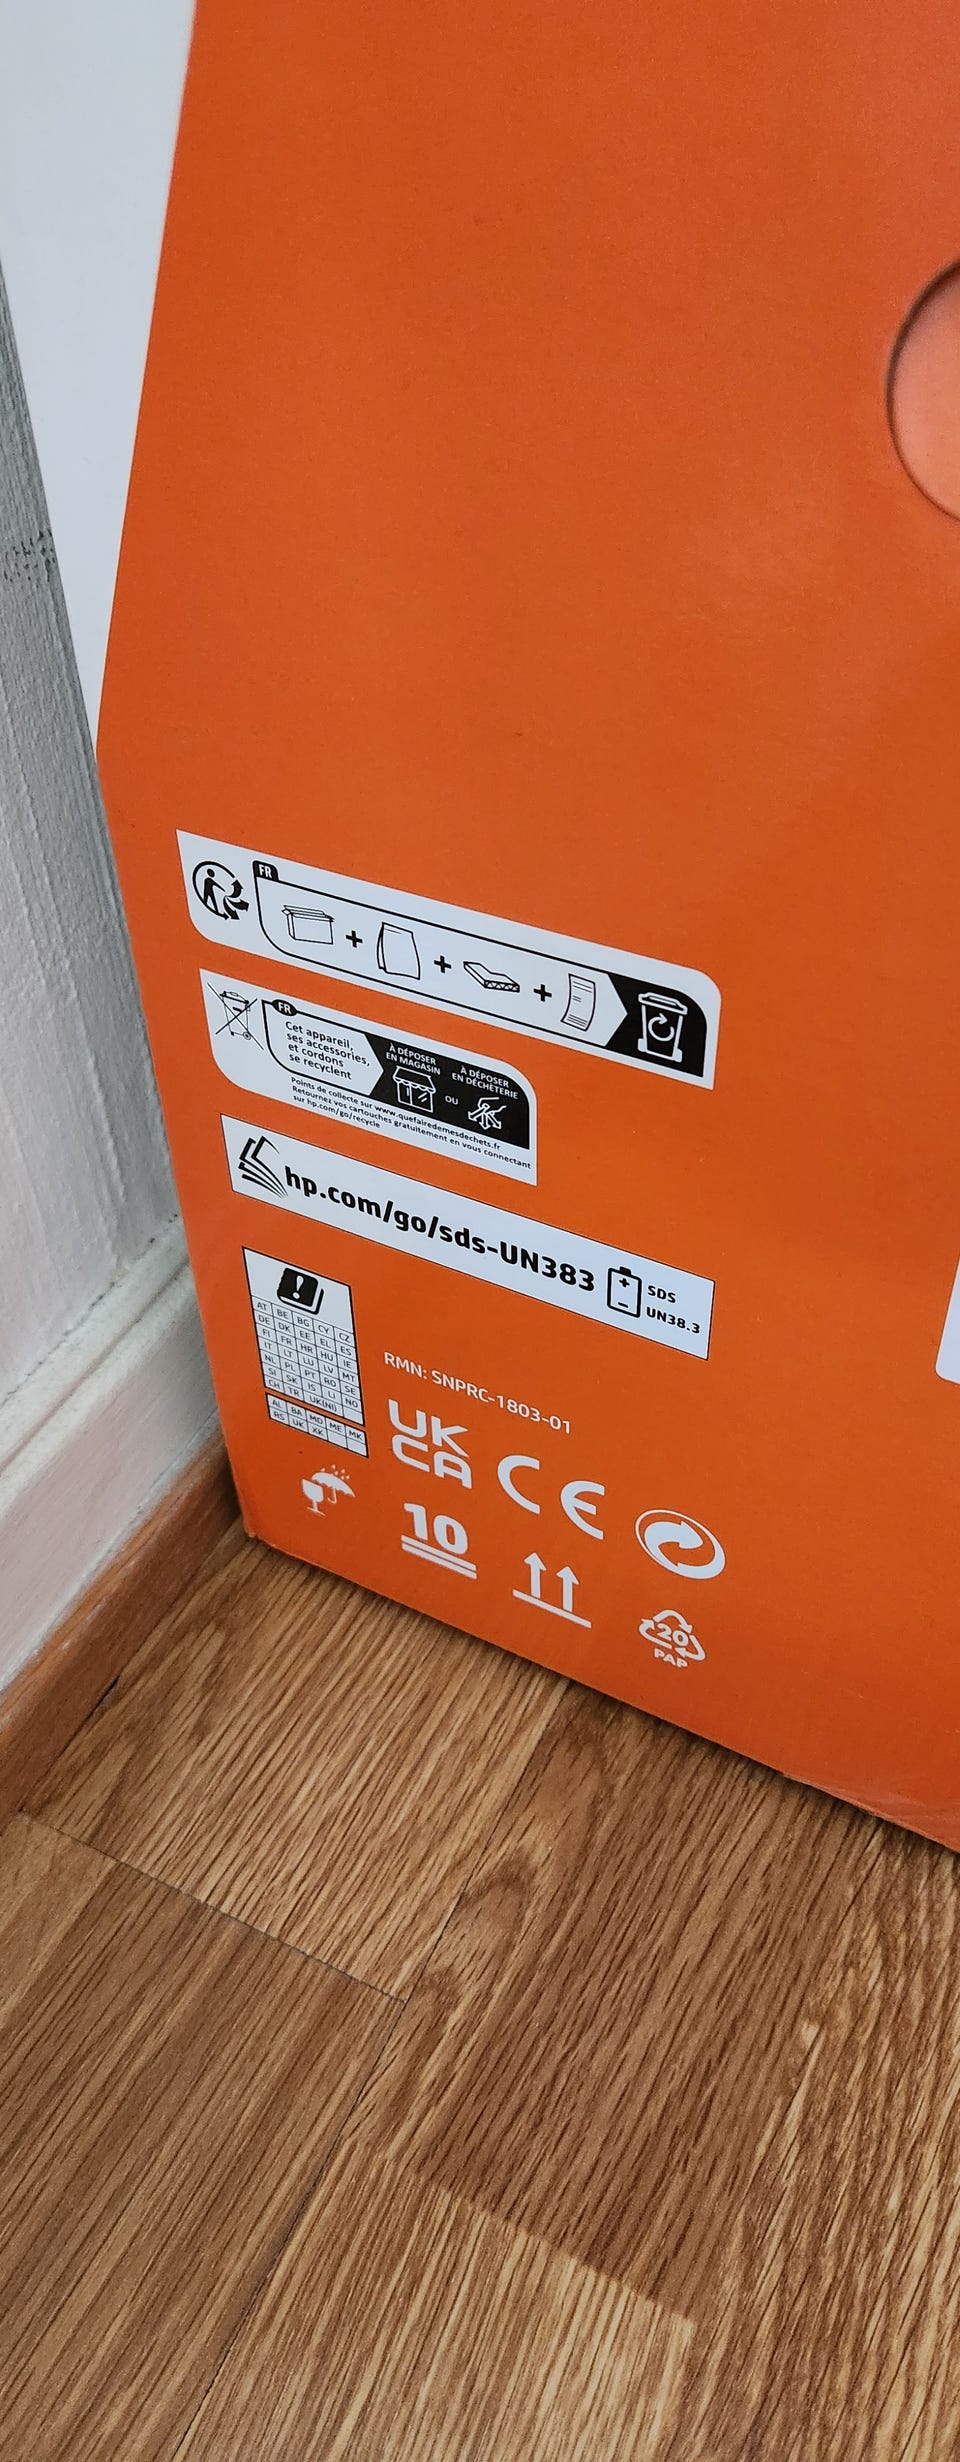 FR
FR
Cet appareil,
ses accessoires,
et cordons
se recyclent
À DÉPOSER
EN MAGASIN
OU
À DÉPOSER
EN DÉCHÈTERIE
Points de collecte sur www.quefairedemesdechets.fr
Retournez vos cartouches gratuitement en vous connectant
sur hp.com/go/recycle
hp.com/go/sds-UN383
SDS
UN38.3
AT BE BG CY CZ
DE DK EE EL ES
FI FR HR HU IE
IT LT LU LV MT
NL PL PT RO SE
SI SK IS LI NO
CH TR UK(NI)
AL BA MD ME MK
RS UK XK
RMN: SNPRC-1803-01
UK
CA
CE
10
20
PAP